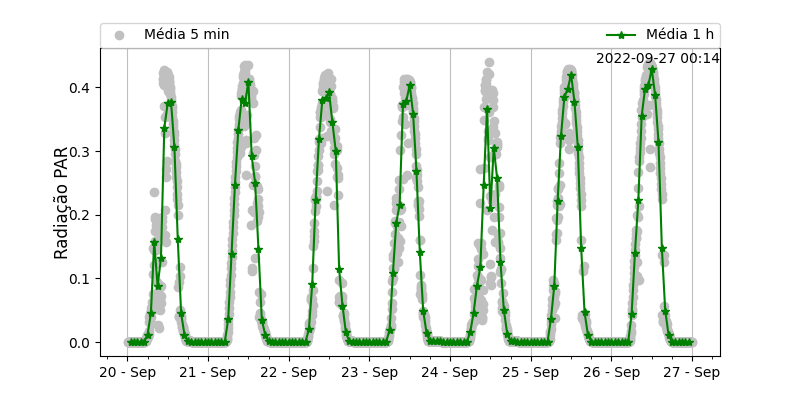 Média 5 min
Média 1 h
2022-09-27 00:14
Radiação PAR
0.4
0.3
0.2
0.1
0.0
20 - Sep
21 - Sep
22 - Sep
23 - Sep
24 - Sep
25 - Sep
26 - Sep
27 - Sep